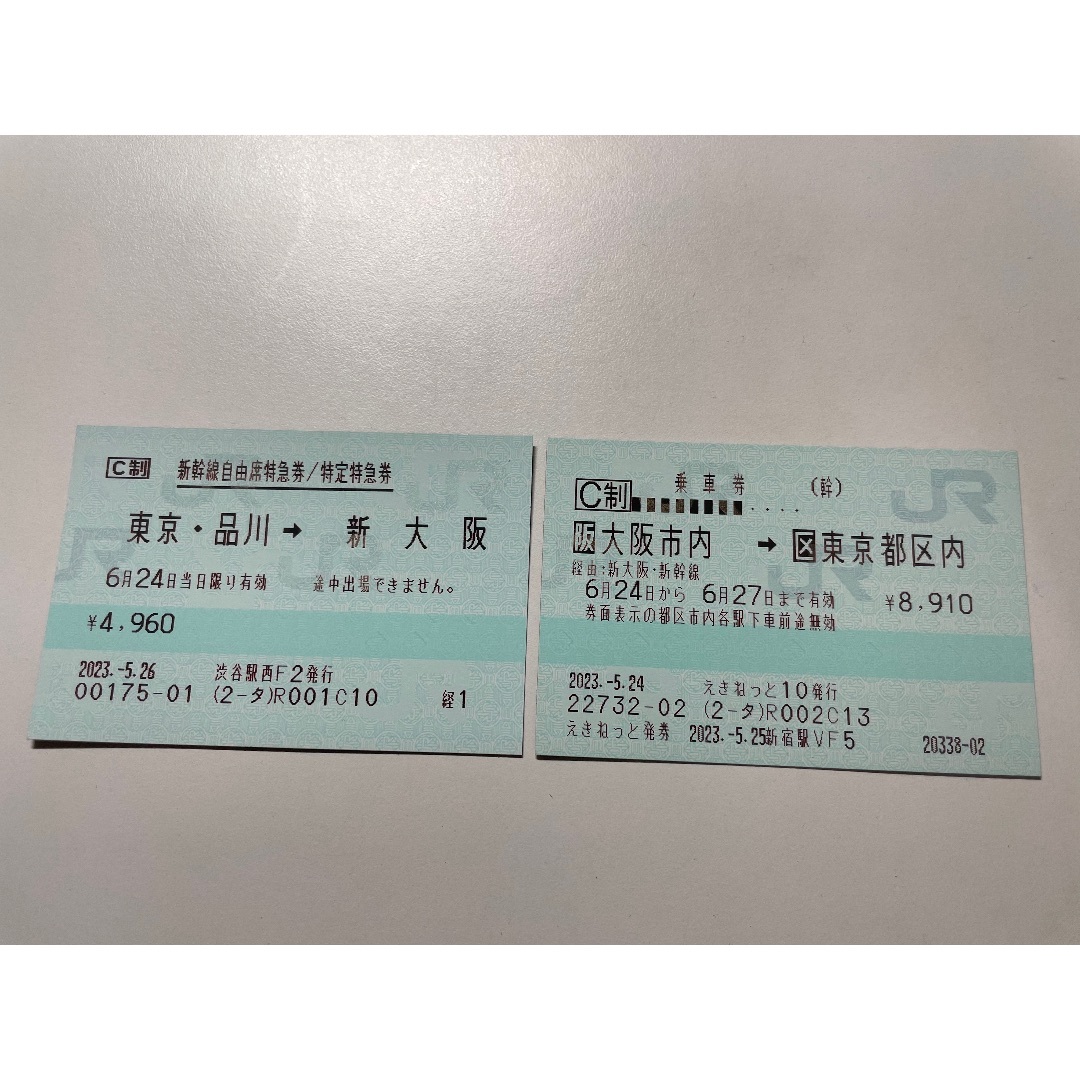 C制 新幹線自由席特急券/特定特急券
東京・品川 → 新大阪
6月24日当日限り有効 途中出場できません。
¥4,960
2023.-5.26 渋谷駅西F2発行
00175-01 (2-タ)R001C10 経1
JR
JR
JR
JR
C制 乗車券 (幹)
阪大阪市内 → 区東京都区内
経由:新大阪・新幹線
6月24日から 6月27日まで有効 ¥8,910
券面表示の都区市内各駅下車前途無効
2023.-5.24 えきねっと10発行
22732-02 (2-タ)R002C13
えきねっと発券 2023.-5.25新宿駅VF5 20338-02
JR
JR
JR